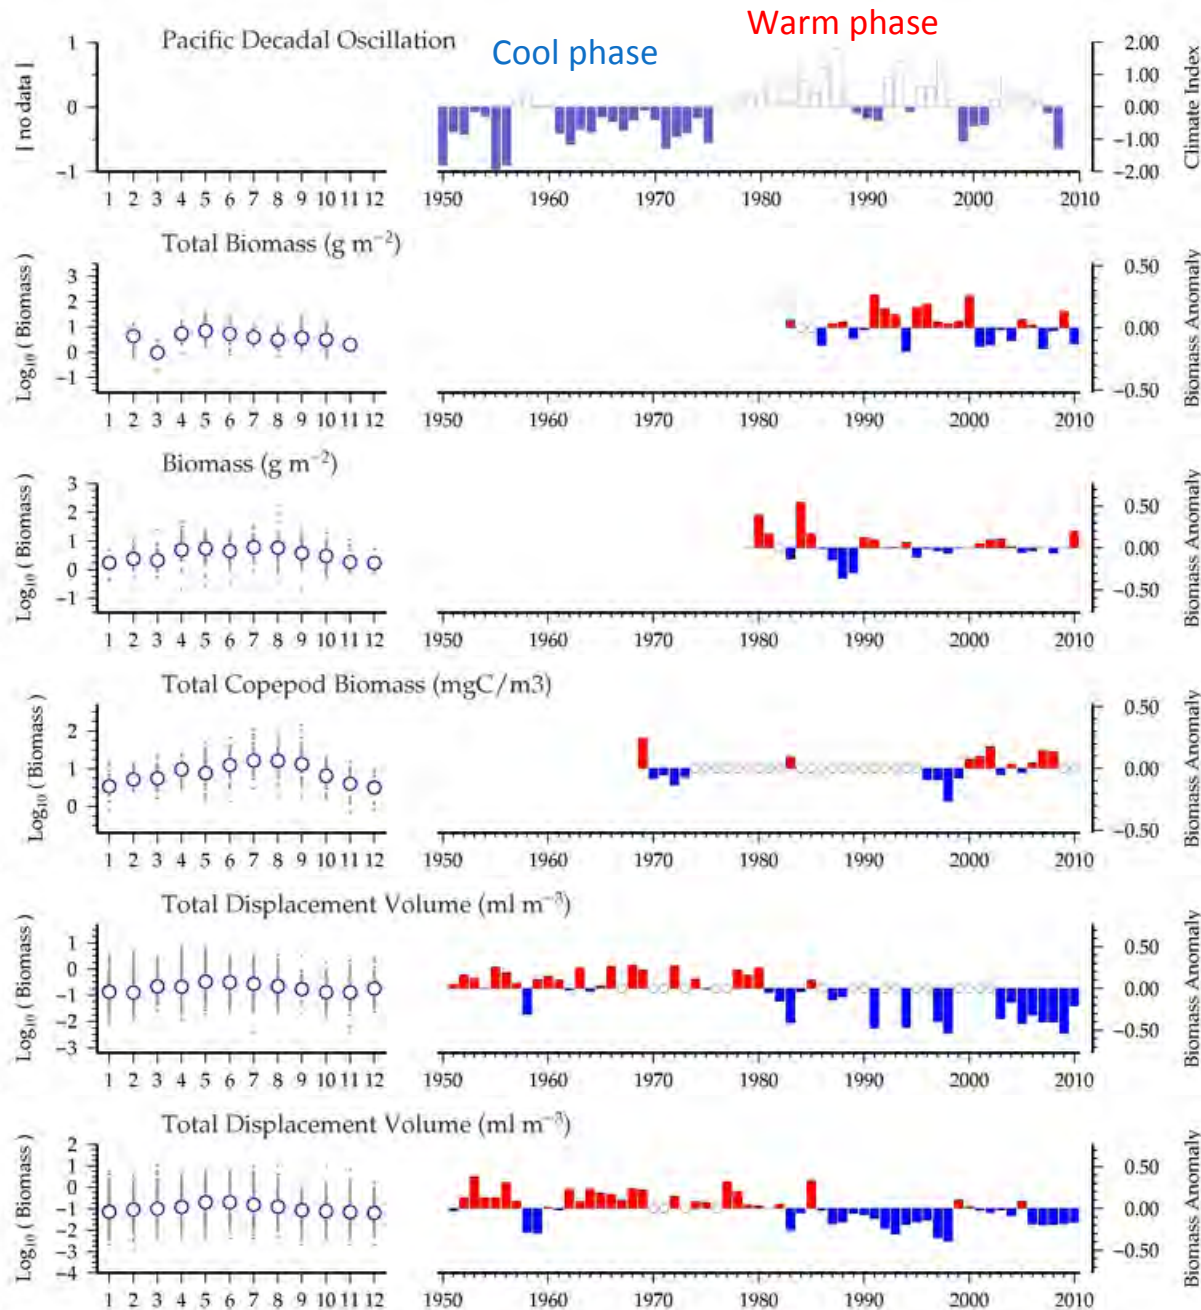 Warm phase
Pacific Decadal Oscillation
Cool phase
[ no data ]
1
0
−1
1 2 3 4 5 6 7 8 9 10 11 12
1950 1960 1970 1980 1990 2000 2010
2.00
1.00
0.00
−1.00
−2.00
Climate Index
Total Biomass (g m⁻²)
Log₁₀ ( Biomass )
3
2
1
0
−1
1 2 3 4 5 6 7 8 9 10 11 12
1950 1960 1970 1980 1990 2000 2010
0.50
0.00
−0.50
Biomass Anomaly
Biomass (g m⁻²)
Log₁₀ ( Biomass )
3
2
1
0
−1
1 2 3 4 5 6 7 8 9 10 11 12
1950 1960 1970 1980 1990 2000 2010
0.50
0.00
−0.50
Biomass Anomaly
Total Copepod Biomass (mgC/m3)
Log₁₀ ( Biomass )
2
1
0
1 2 3 4 5 6 7 8 9 10 11 12
1950 1960 1970 1980 1990 2000 2010
0.50
0.00
−0.50
Biomass Anomaly
Total Displacement Volume (ml m⁻³)
Log₁₀ ( Biomass )
1
0
−1
−2
−3
1 2 3 4 5 6 7 8 9 10 11 12
1950 1960 1970 1980 1990 2000 2010
0.50
0.00
−0.50
Biomass Anomaly
Total Displacement Volume (ml m⁻³)
Log₁₀ ( Biomass )
2
1
0
−1
−2
−3
−4
1 2 3 4 5 6 7 8 9 10 11 12
1950 1960 1970 1980 1990 2000 2010
0.50
0.00
−0.50
Biomass Anomaly